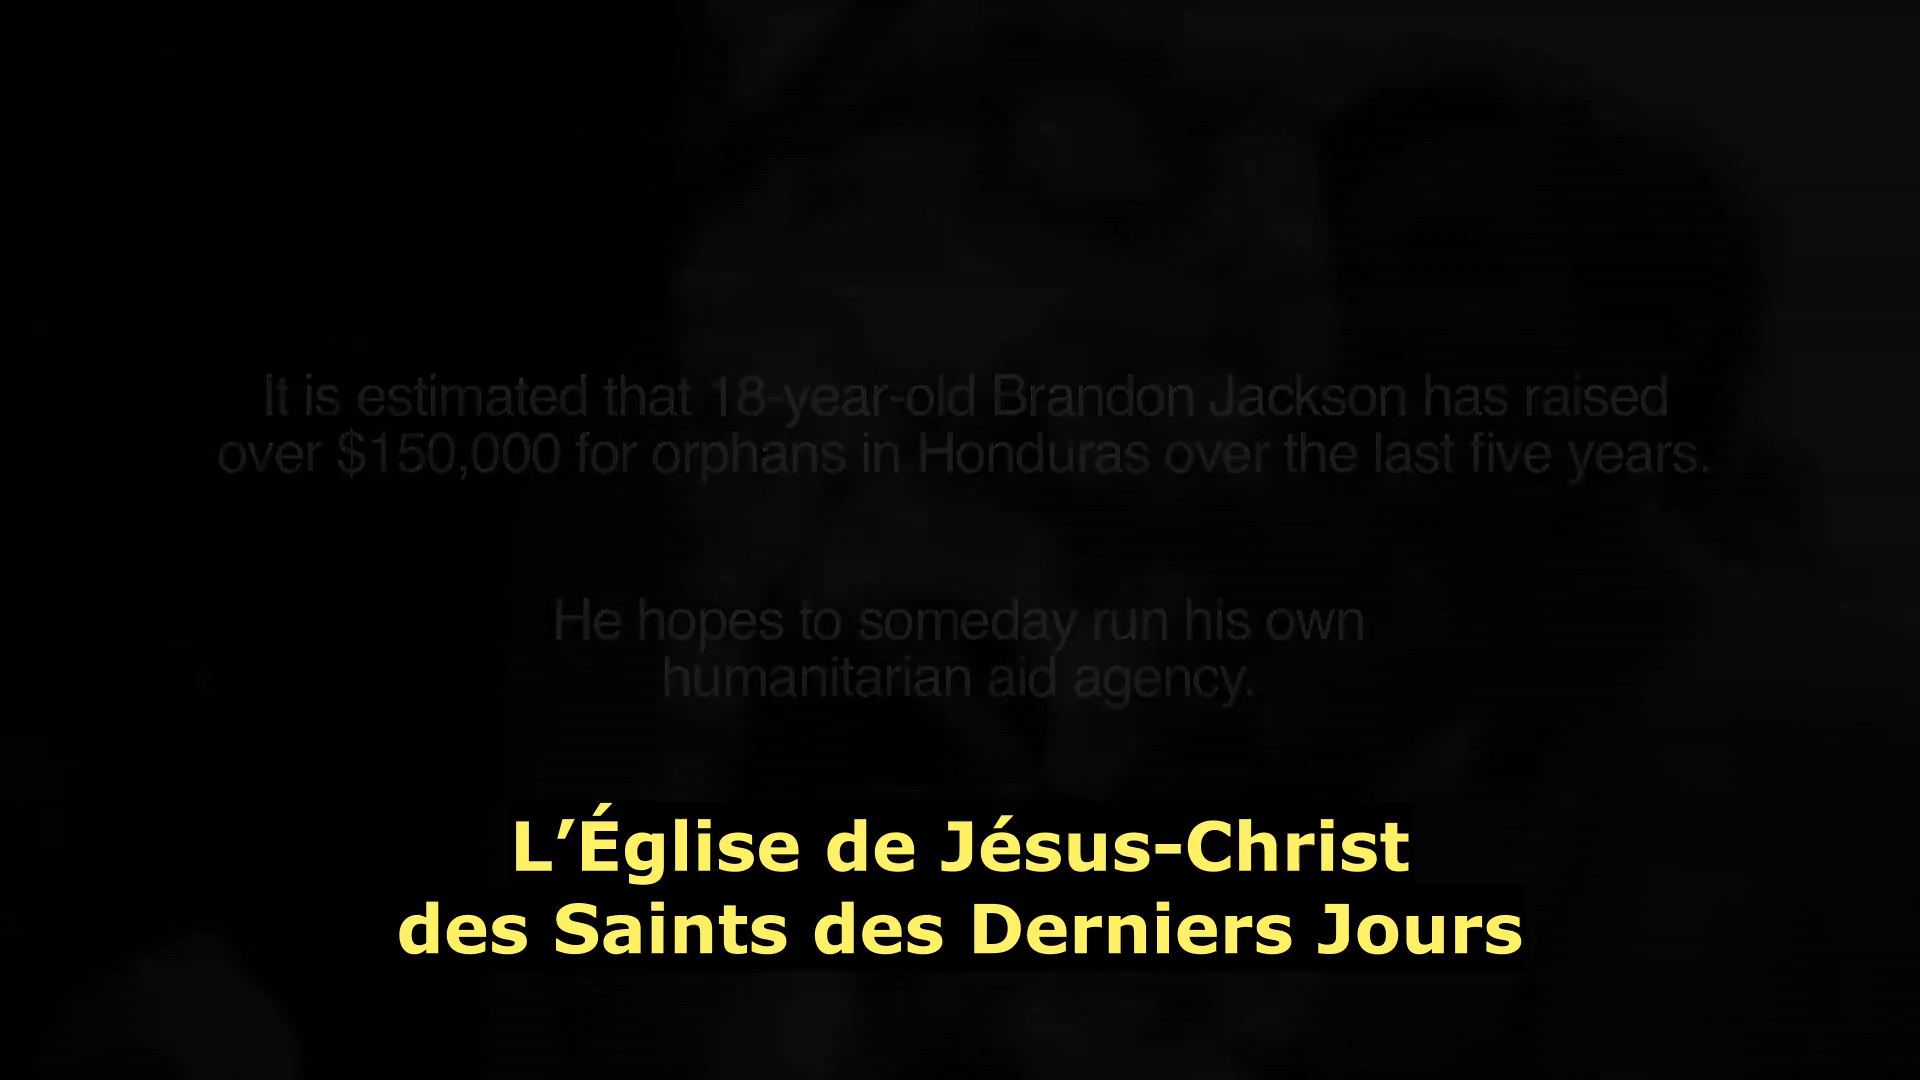 It is estimated that 18-year-old Brandon Jackson has raised
over $150,000 for orphans in Honduras over the last five years.
He hopes to someday run his own
humanitarian aid agency.
L’Église de Jésus-Christ
des Saints des Derniers Jours